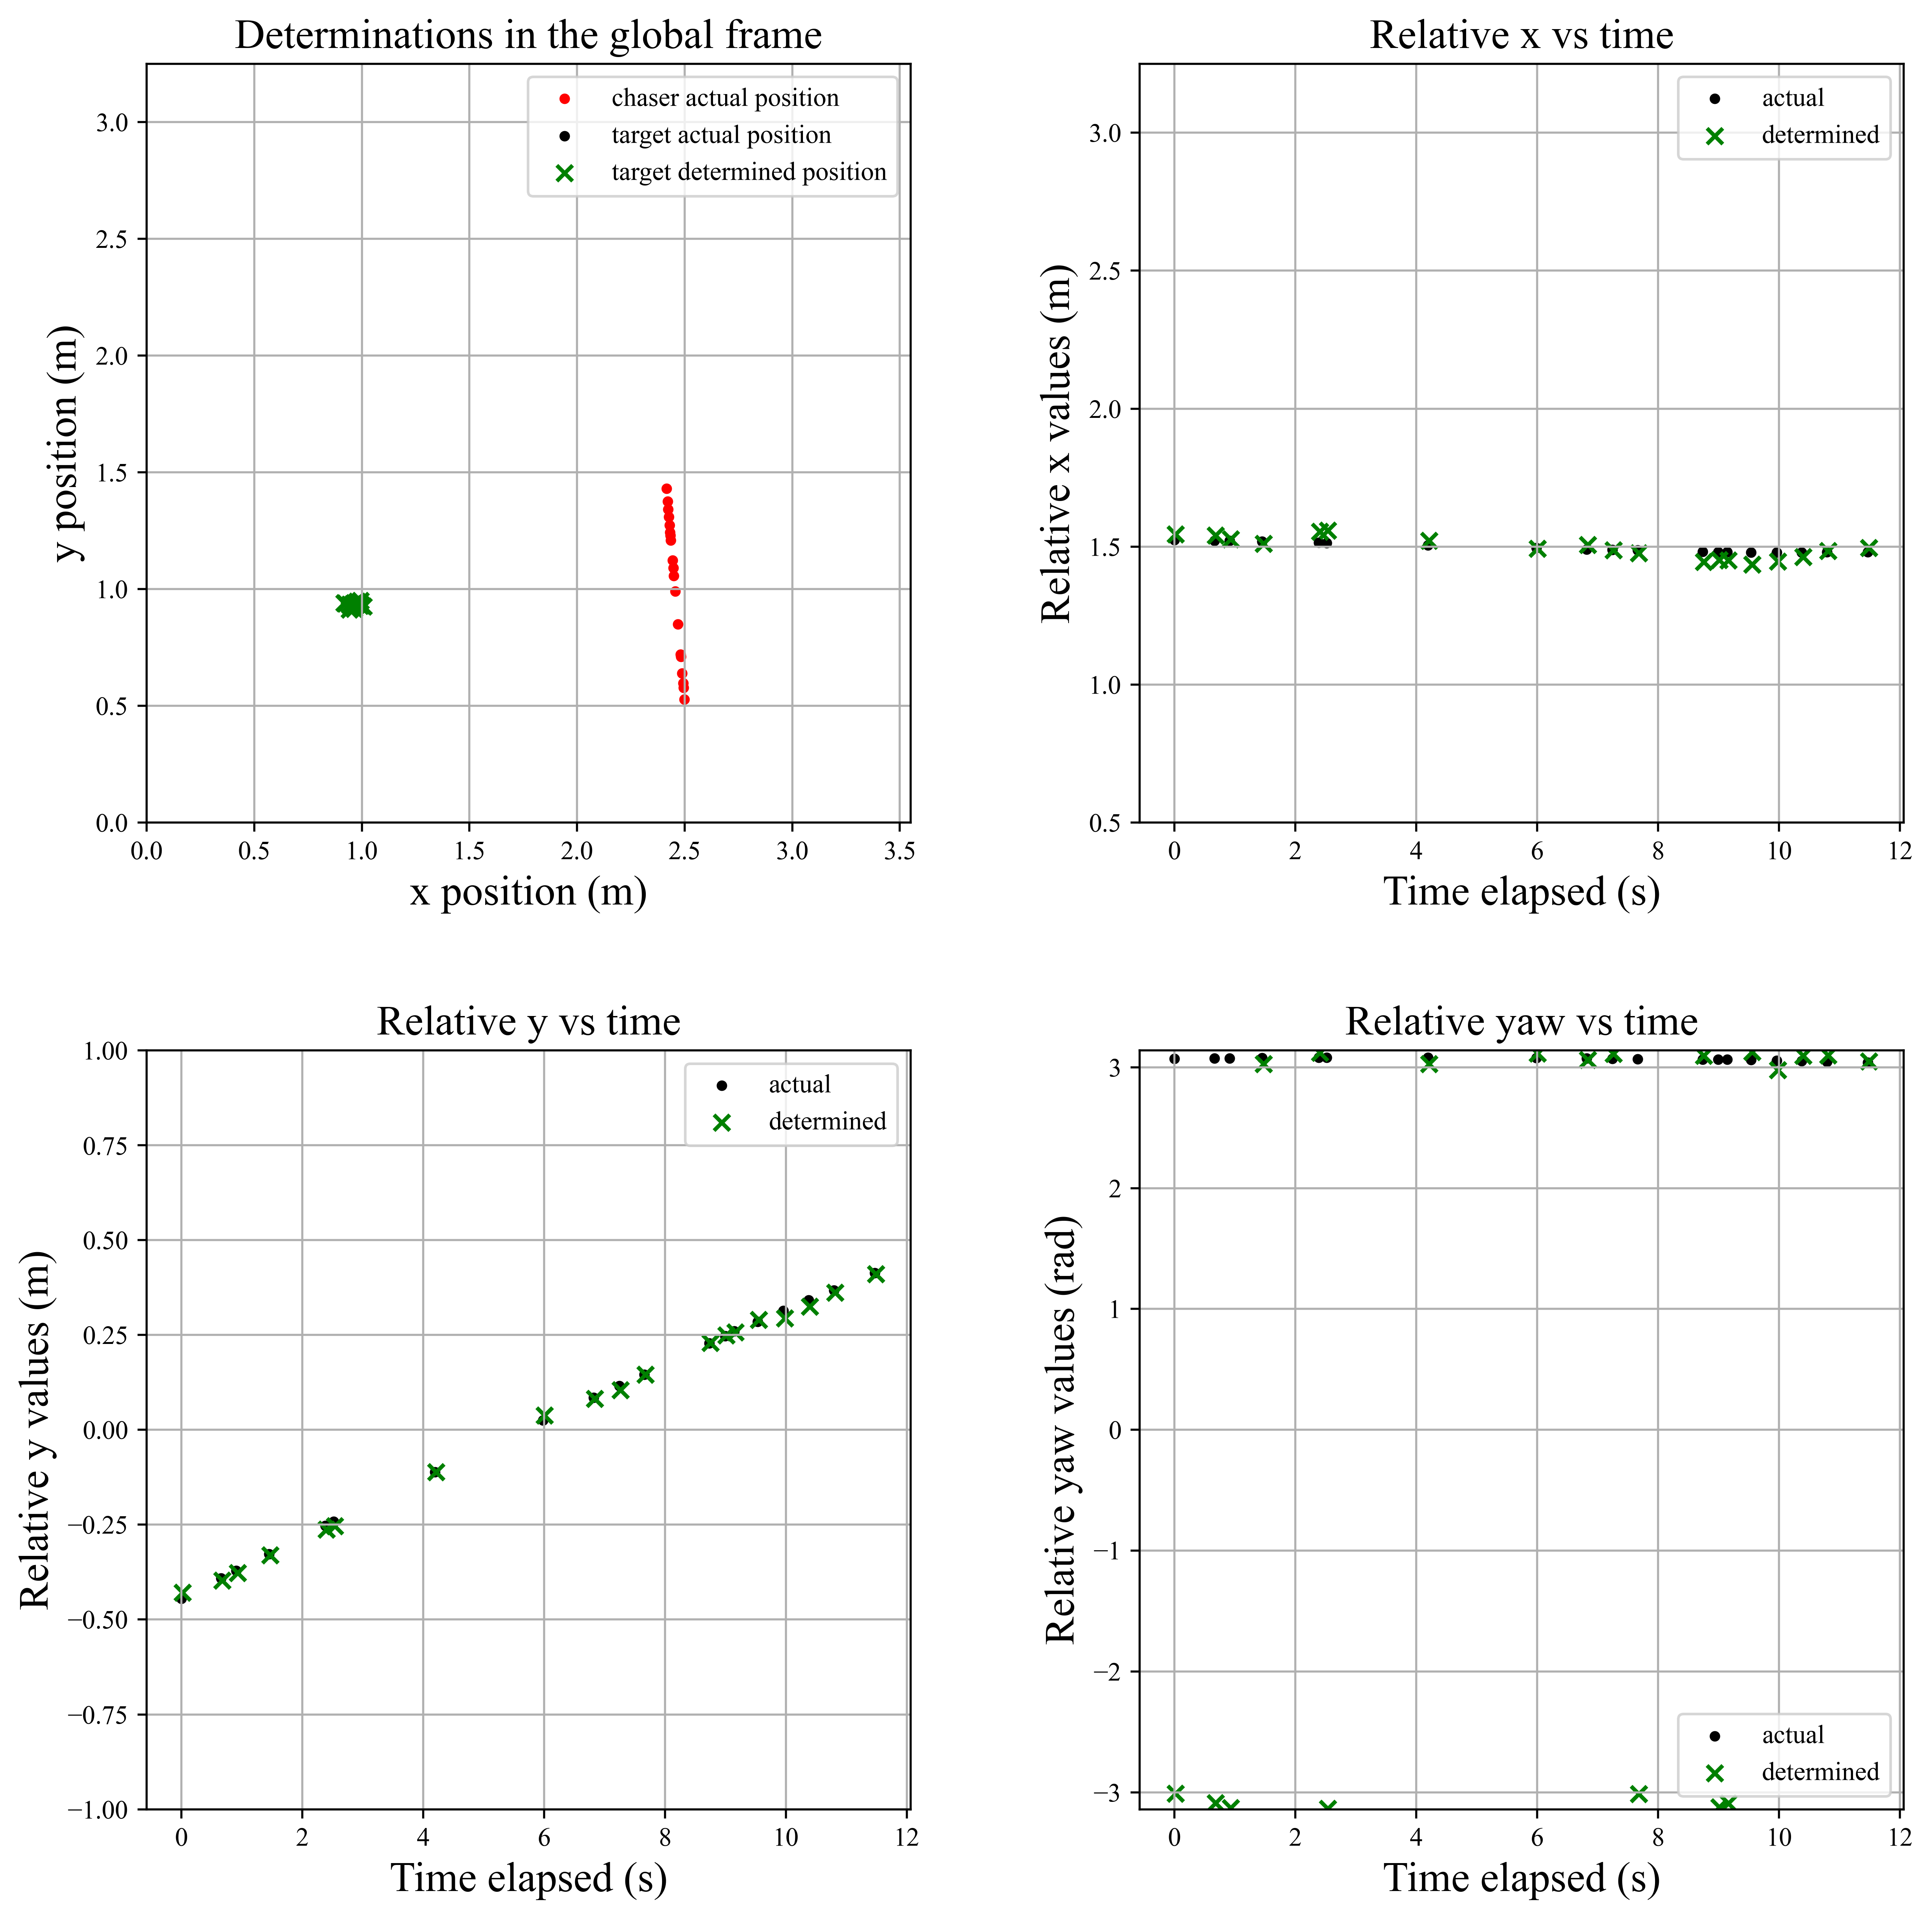 Determinations in the global frame
3.0
2.5
2.0
1.5
1.0
0.5
0.0
y position (m)
chaser actual position
target actual position
target determined position
0.0 0.5 1.0 1.5 2.0 2.5 3.0 3.5
x position (m)
Relative x vs time
3.0
2.5
2.0
1.5
1.0
0.5
Relative x values (m)
actual
determined
0 2 4 6 8 10 12
Time elapsed (s)
Relative y vs time
1.00
0.75
0.50
0.25
0.00
−0.25
−0.50
−0.75
−1.00
Relative y values (m)
actual
determined
0 2 4 6 8 10 12
Time elapsed (s)
Relative yaw vs time
3
2
1
0
−1
−2
−3
Relative yaw values (rad)
actual
determined
0 2 4 6 8 10 12
Time elapsed (s)